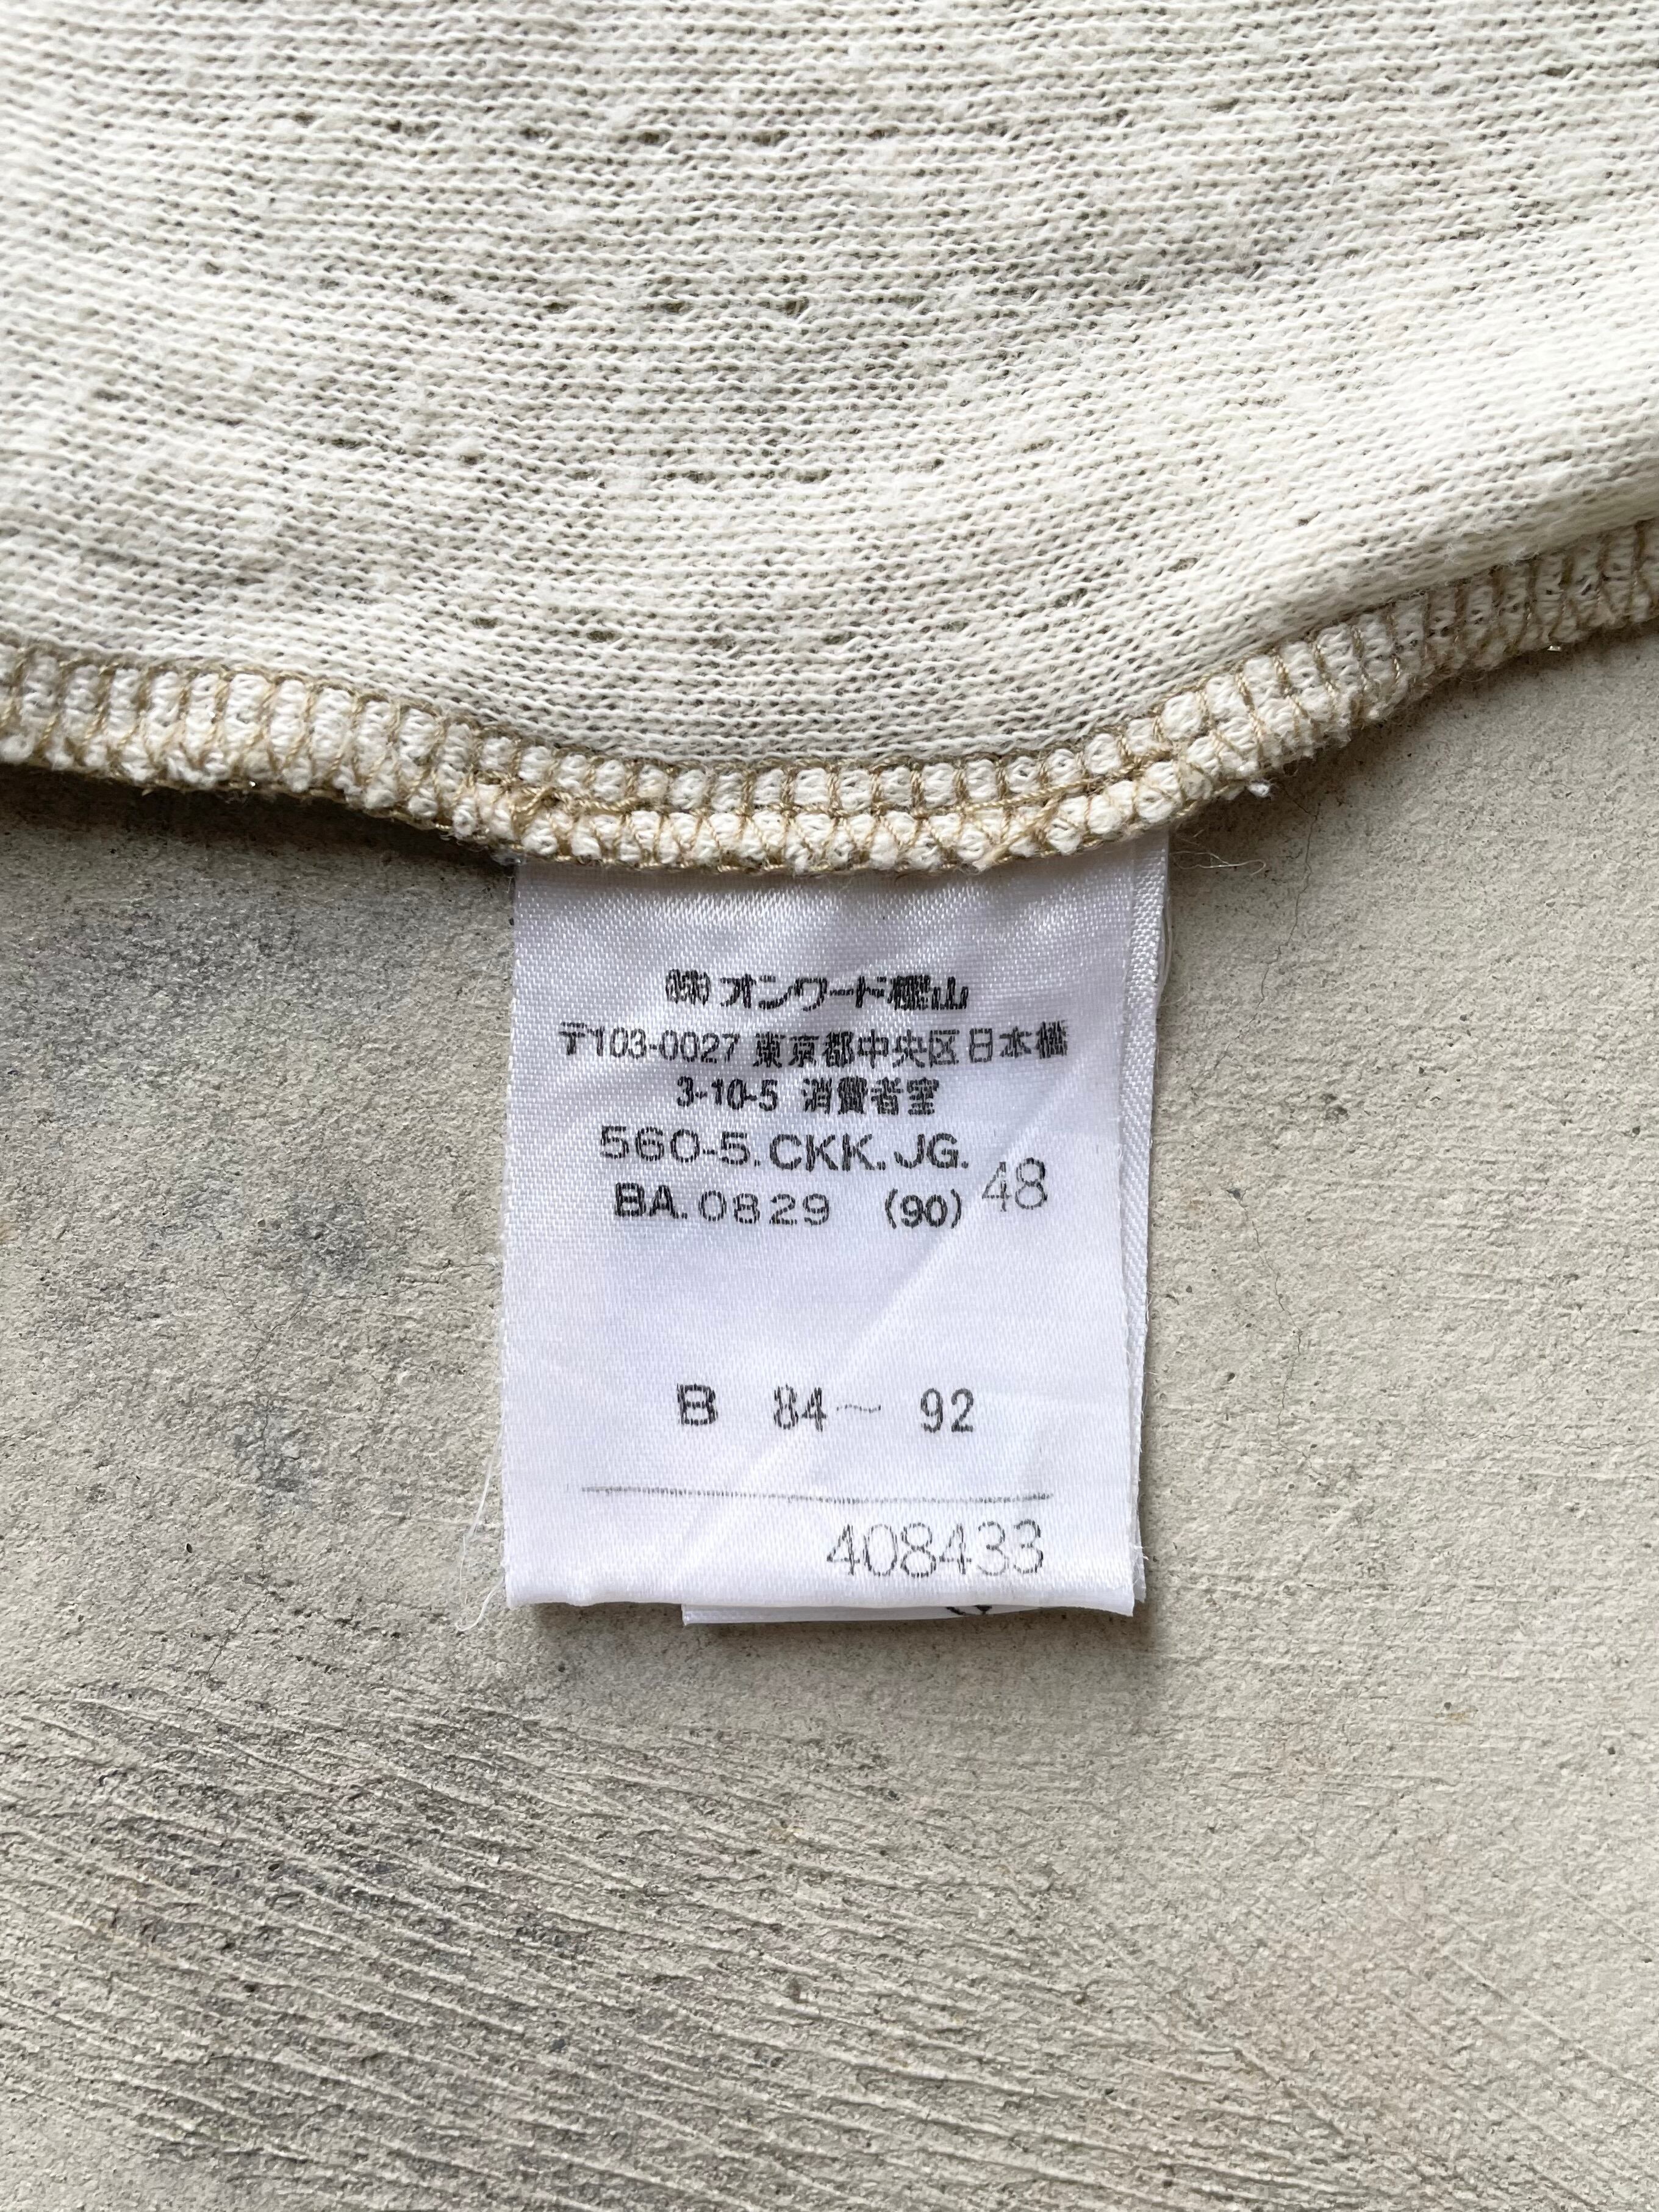 ㈱オンワード樫山
〒103-0027 東京都中央区日本橋
3-10-5 消費者室
560-5.CKK.JG.
BA.0829 (90) 48
B 84～ 92
408433